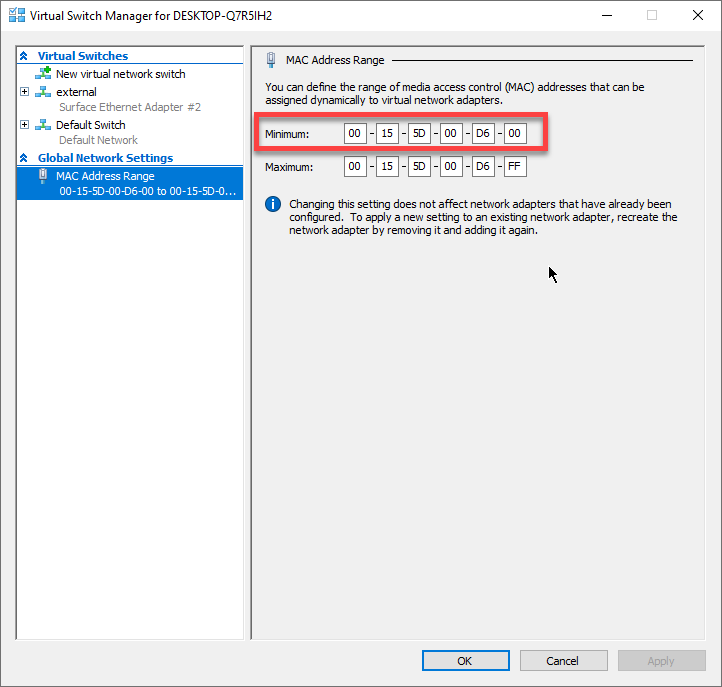 Virtual Switch Manager for DESKTOP-Q7R5IH2
Virtual Switches
New virtual network switch
external
Surface Ethernet Adapter #2
Default Switch
Default Network
Global Network Settings
MAC Address Range
00-15-5D-00-D6-00 to 00-15-5D-0...
MAC Address Range
You can define the range of media access control (MAC) addresses that can be
assigned dynamically to virtual network adapters.
Minimum: 00 - 15 - 5D - 00 - D6 - 00
Maximum: 00 - 15 - 5D - 00 - D6 - FF
Changing this setting does not affect network adapters that have already been
configured. To apply a new setting to an existing network adapter, recreate the
network adapter by removing it and adding it again.
OK Cancel Apply